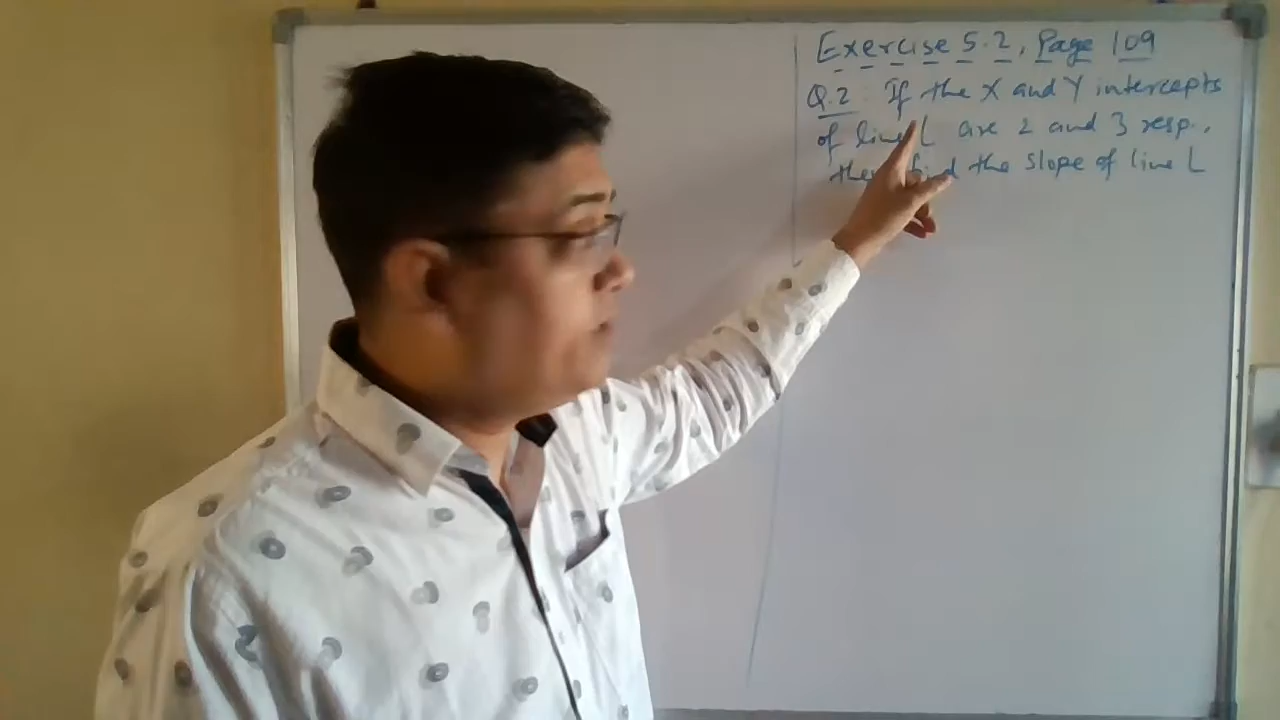 Exercise 5.2, Page 109
Q.2 If the X and Y intercepts
of line L are 2 and 3 resp.,
then find the slope of line L